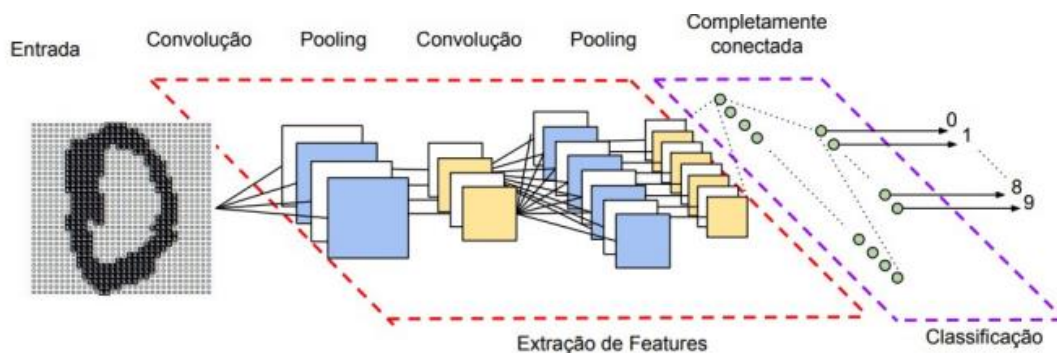 Entrada
Convolução
Pooling
Convolução
Pooling
Completamente
conectada
0
1
8
9
Extração de Features
Classificação